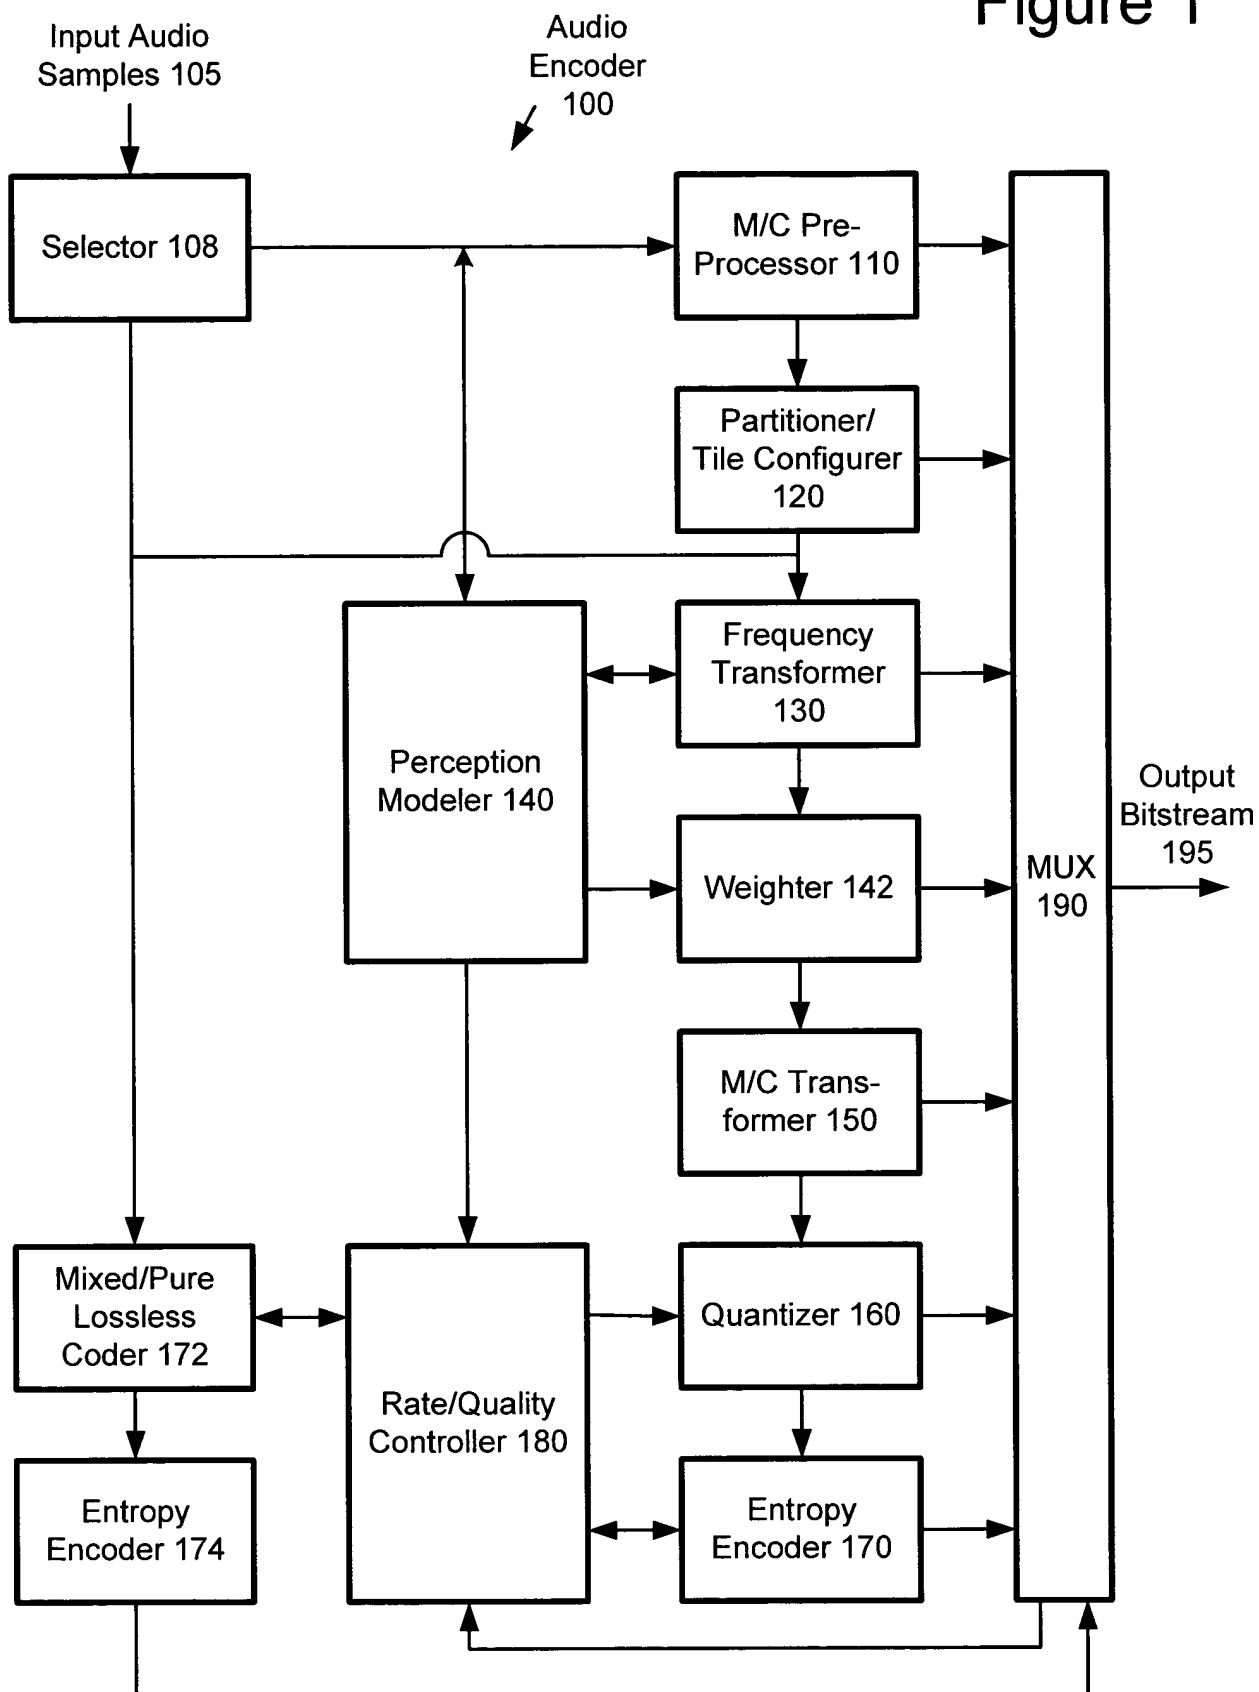 Figure 1
Input Audio
Samples 105
Audio
Encoder
100
Selector 108
M/C Pre-
Processor 110
Partitioner/
Tile Configurer
120
Frequency
Transformer
130
Perception
Modeler 140
Weighter 142
MUX
190
Output
Bitstream
195
M/C Trans-
former 150
Mixed/Pure
Lossless
Coder 172
Rate/Quality
Controller 180
Quantizer 160
Entropy
Encoder 174
Entropy
Encoder 170